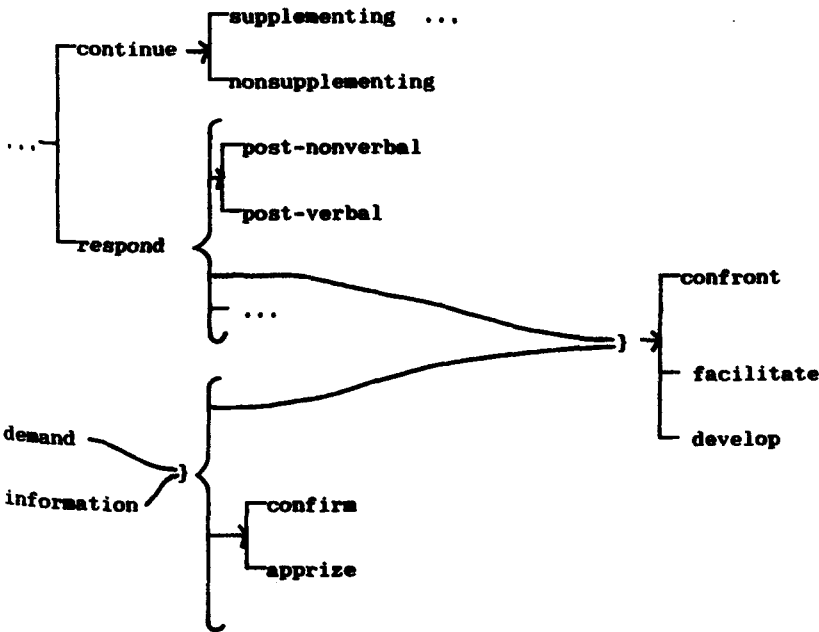 supplementing ...
continue
nonsupplementing
...
post-nonverbal
post-verbal
respond
confront
...
facilitate
demand
develop
information
confirm
apprize